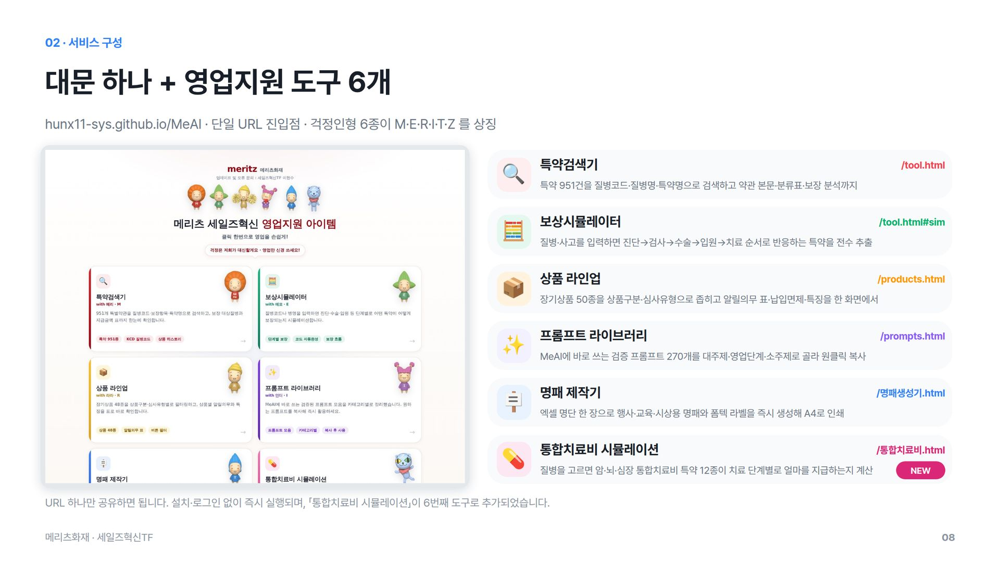 02 · 서비스 구성
대문 하나 + 영업지원 도구 6개
hunx11-sys.github.io/MeAI · 단일 URL 진입점 · 걱정인형 6종이 M·E·R·I·T·Z 를 상징
meritz 메리츠화재
업데이트 및 오류 문의 : 세일즈혁신TF 이현수
메리츠 세일즈혁신 영업지원 아이템
클릭 한번으로 영업을 손쉽게!
걱정은 저희가 대신할게요 · 영업만 신경 쓰세요!
특약검색기
with 메리 · M
951개 특별약관을 질병코드·보장항목·특약명으로 검색하고, 보장 대상질병과
지급금액 표까지 한눈에 확인합니다.
특약 951종 KCD 질병코드 상품 히스토리 →
보상시뮬레이터
with 에코 · E
질병코드나 병명을 입력하면 진단·수술·입원 등 단계별로 어떤 특약이 어떻게
보장되는지 시뮬레이션합니다.
단계별 보장 코드 자동완성 보장 흐름 →
상품 라인업
with 라라 · R
장기상품 48종을 상품구분·심사유형별로 필터링하고, 상품별 알릴의무와 특
징을 표로 바로 확인합니다.
상품 48종 알릴의무 표 버튼 필터 →
프롬프트 라이브러리
with 인디 · I
MeAI에 바로 쓰는 검증된 프롬프트 모음을 카테고리별로 정리했습니다. 원하
는 프롬프트를 복사해 즉시 활용하세요.
프롬프트 모음 카테고리별 복사 후 사용 →
명패 제작기
통합치료비 시뮬레이션
특약검색기 /tool.html
특약 951건을 질병코드·질병명·특약명으로 검색하고 약관 본문·분류표·보장 분석까지
보상시뮬레이터 /tool.html#sim
질병·사고를 입력하면 진단→검사→수술→입원→치료 순서로 반응하는 특약을 전수 추출
상품 라인업 /products.html
장기상품 50종을 상품구분·심사유형으로 좁히고 알릴의무 표·납입면제·특징을 한 화면에서
프롬프트 라이브러리 /prompts.html
MeAI에 바로 쓰는 검증 프롬프트 270개를 대주제·영업단계·소주제로 골라 원클릭 복사
명패 제작기 /명패생성기.html
엑셀 명단 한 장으로 행사·교육·시상용 명패와 폼텍 라벨을 즉시 생성해 A4로 인쇄
통합치료비 시뮬레이션 /통합치료비.html
질병을 고르면 암·뇌·심장 통합치료비 특약 12종이 치료 단계별로 얼마를 지급하는지 계산 NEW
URL 하나만 공유하면 됩니다. 설치·로그인 없이 즉시 실행되며, 「통합치료비 시뮬레이션」이 6번째 도구로 추가되었습니다.
메리츠화재 · 세일즈혁신TF
08